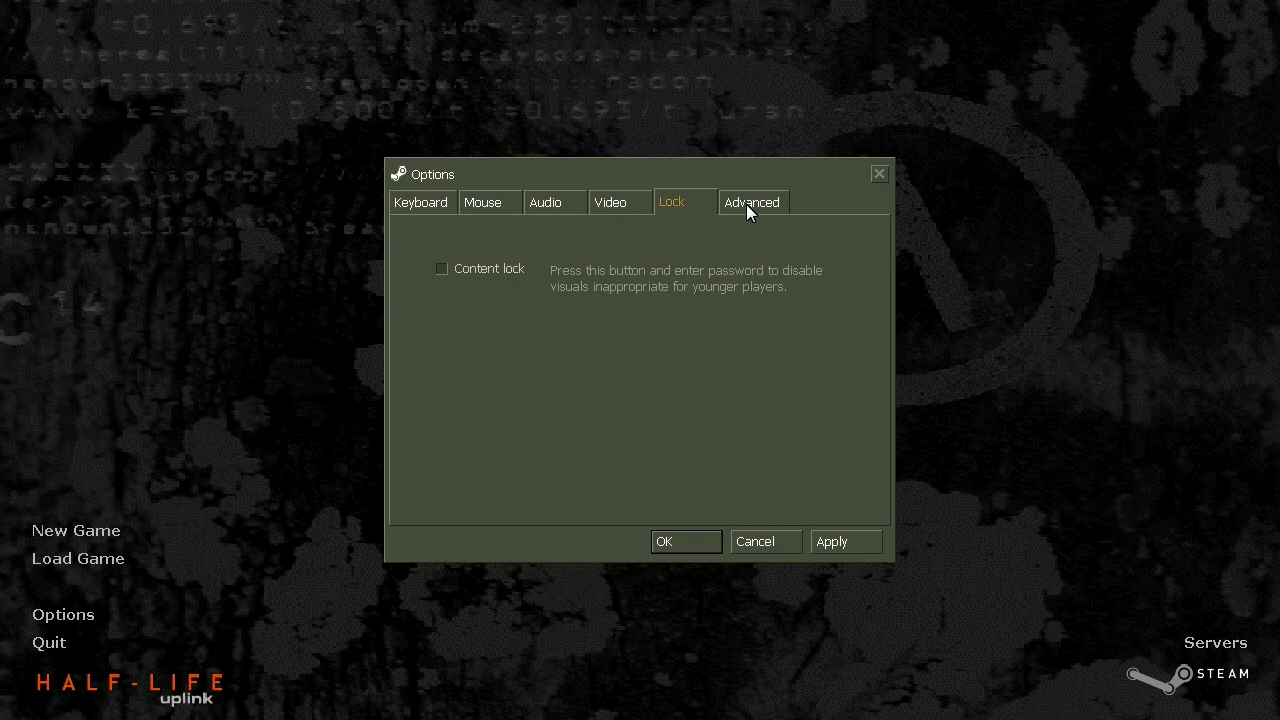 Options
Keyboard Mouse Audio Video Lock Advanced
Content lock
Press this button and enter password to disable
visuals inappropriate for younger players.
OK Cancel Apply
New Game
Load Game
Options
Quit
HALF-LIFE
uplink
Servers
STEAM